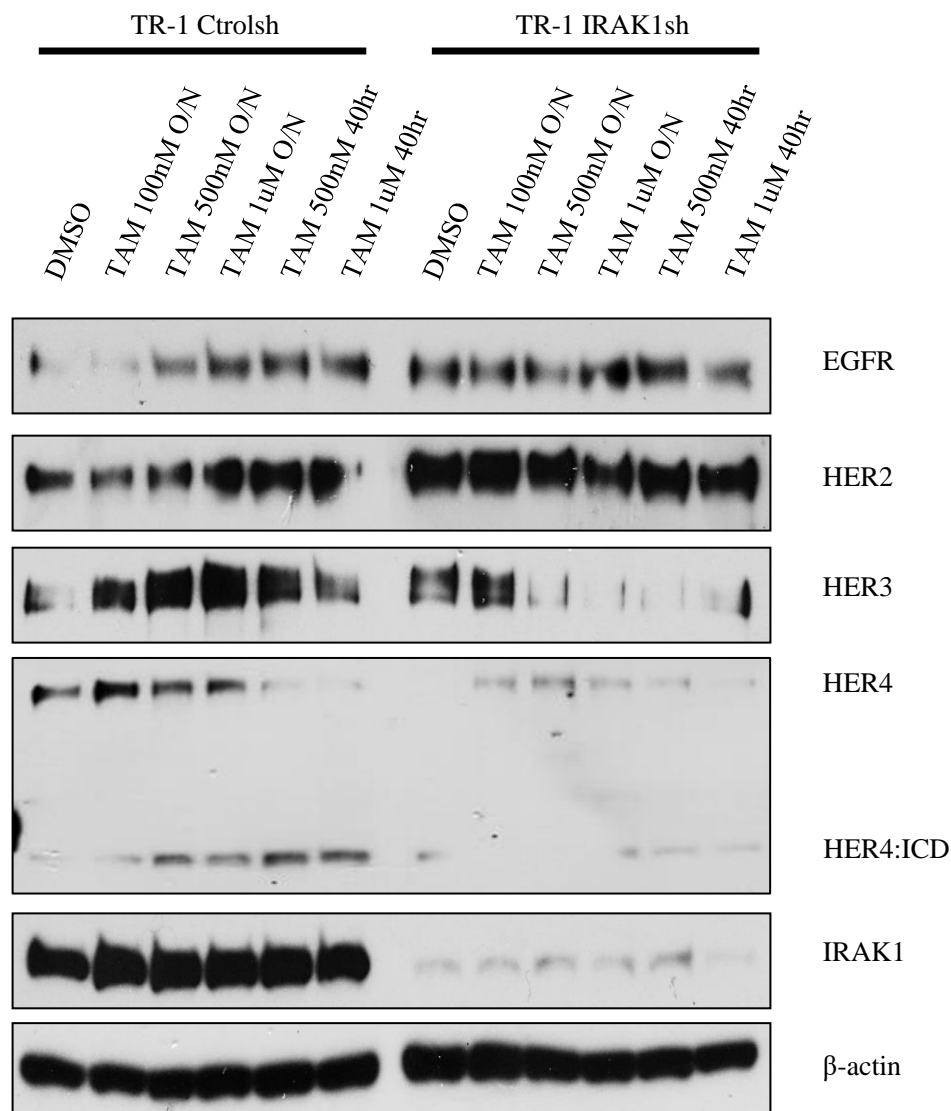 TR-1 Ctrolsh
TR-1 IRAK1sh
DMSO
TAM 100nM O/N
TAM 500nM O/N
TAM 1uM O/N
TAM 500nM 40hr
TAM 1uM 40hr
DMSO
TAM 100nM O/N
TAM 500nM O/N
TAM 1uM O/N
TAM 500nM 40hr
TAM 1uM 40hr
EGFR
HER2
HER3
HER4
HER4:ICD
IRAK1
β-actin